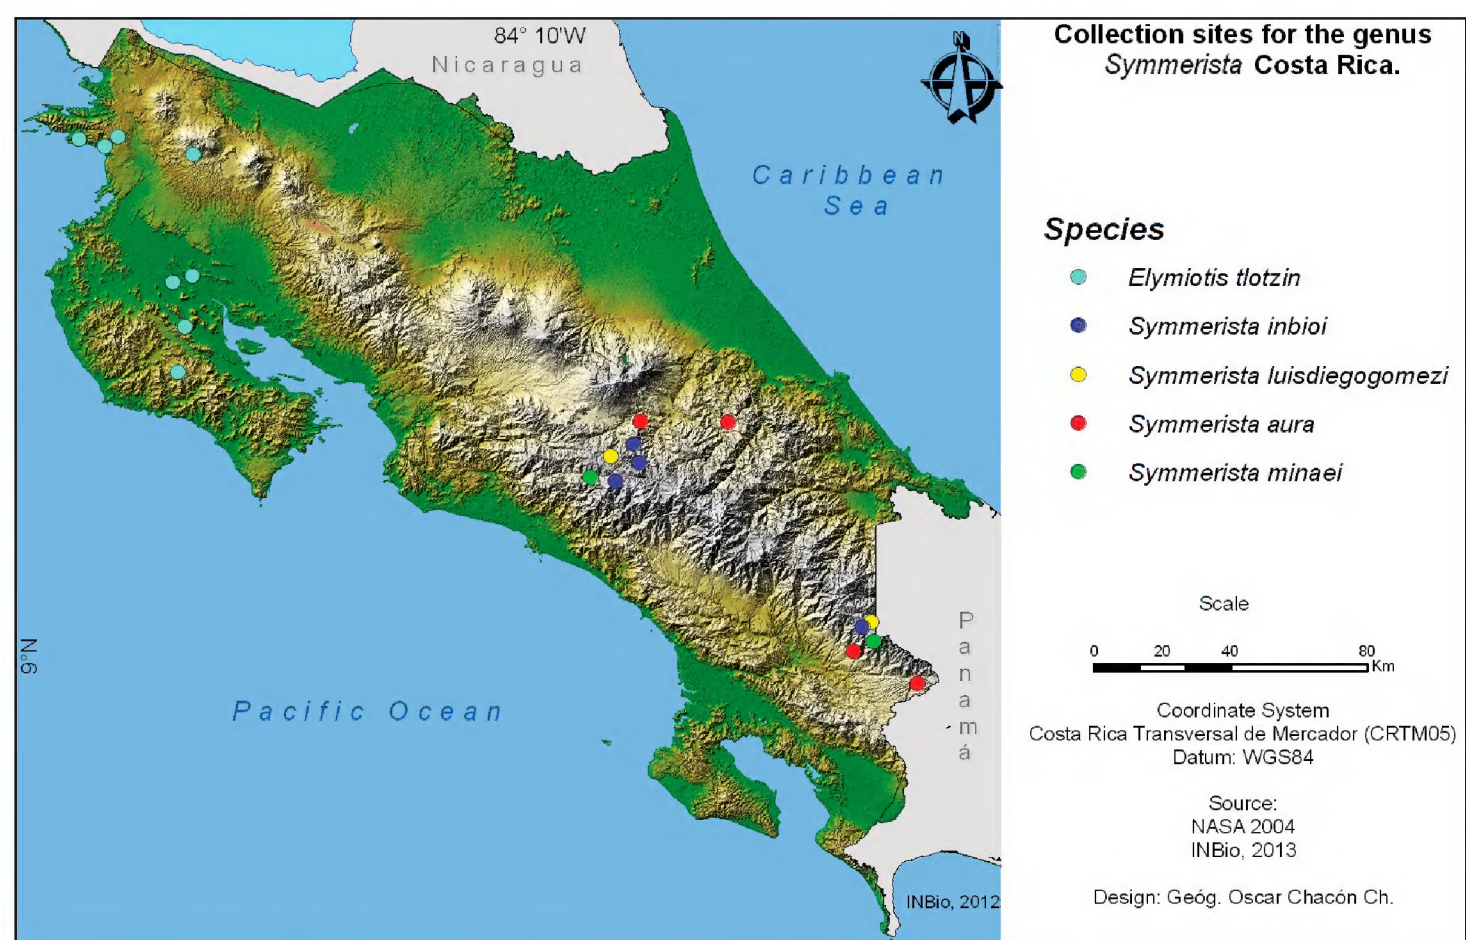 84° 10'W
Nicaragua
N
Caribbean
Sea
N°6
Pacific Ocean
Panamá
INBio, 2012
Collection sites for the genus
Symmerista Costa Rica.
Species
Elymiotis tlotzin
Symmerista inbioi
Symmerista luisdiegogomezi
Symmerista aura
Symmerista minaei
Scale
0 20 40 80
Km
Coordinate System
Costa Rica Transversal de Mercador (CRTM05)
Datum: WGS84
Source:
NASA 2004
INBio, 2013
Design: Geóg. Oscar Chacón Ch.